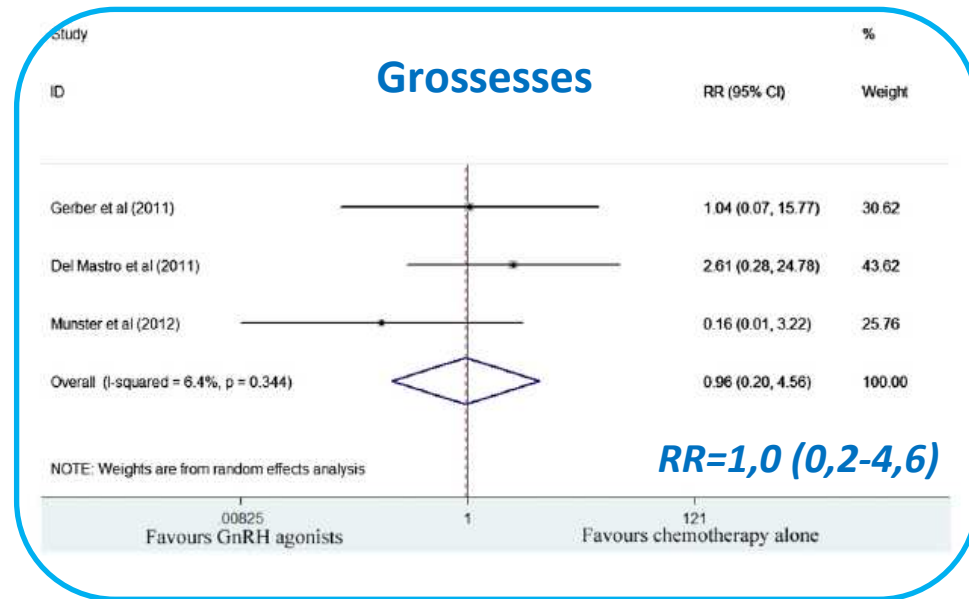 Study %
Grossesses
ID RR (95% CI) Weight
Gerber et al (2011) 1.04 (0.07, 15.77) 30.62
Del Mastro et al (2011) 2.61 (0.28, 24.78) 43.62
Munster et al (2012) 0.16 (0.01, 3.22) 25.76
Overall (I-squared = 6.4%, p = 0.344) 0.96 (0.20, 4.56) 100.00
NOTE: Weights are from random effects analysis
RR=1,0 (0,2-4,6)
.00825 1 121
Favours GnRH agonists Favours chemotherapy alone